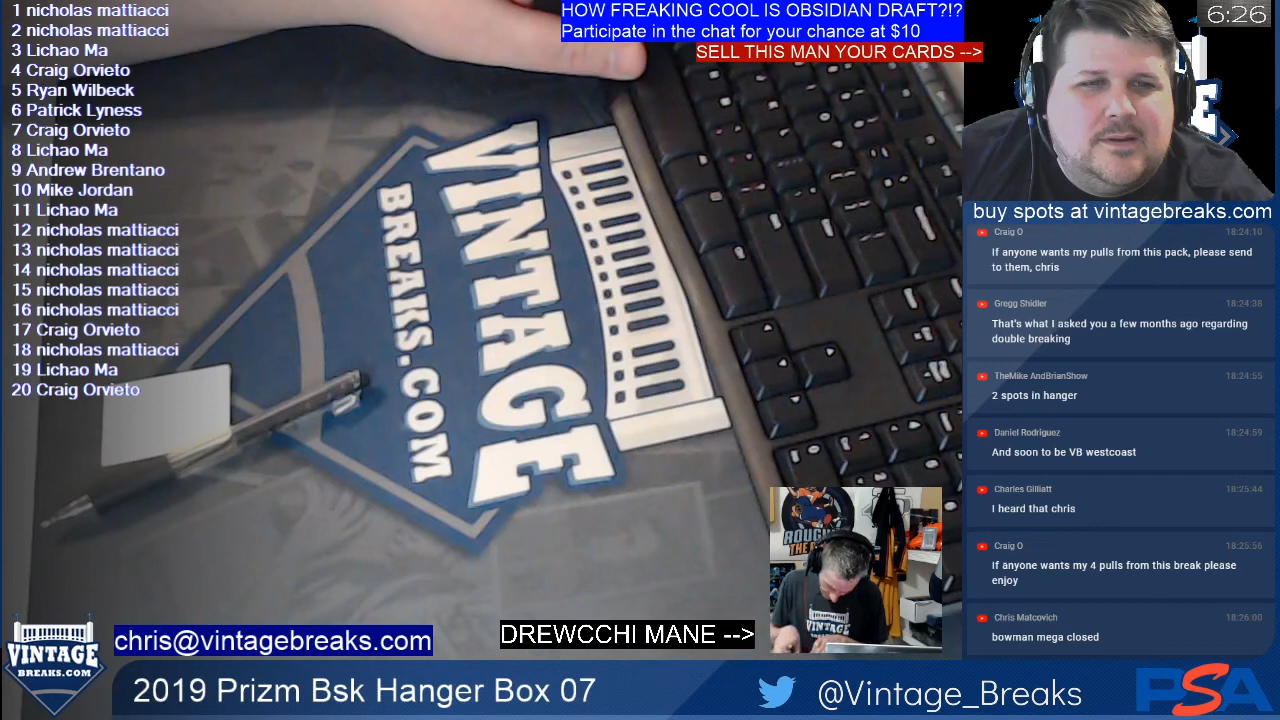 1 nicholas mattiacci
2 nicholas mattiacci
3 Lichao Ma
4 Craig Orvieto
5 Ryan Wilbeck
6 Patrick Lyness
7 Craig Orvieto
8 Lichao Ma
9 Andrew Brentano
10 Mike Jordan
11 Lichao Ma
12 nicholas mattiacci
13 nicholas mattiacci
14 nicholas mattiacci
15 nicholas mattiacci
16 nicholas mattiacci
17 Craig Orvieto
18 nicholas mattiacci
19 Lichao Ma
20 Craig Orvieto
HOW FREAKING COOL IS OBSIDIAN DRAFT?!?
Participate in the chat for your chance at $10
SELL THIS MAN YOUR CARDS -->
6:26
VINTAGE
BREAKS.COM
buy spots at vintagebreaks.com
Craig O 18:24:10
If anyone wants my pulls from this pack, please send
to them, chris
Gregg Shidler 18:24:38
That's what I asked you a few months ago regarding
double breaking
TheMike AndBrianShow 18:24:55
2 spots in hanger
Daniel Rodriguez 18:24:59
And soon to be VB westcoast
Charles Gilliatt 18:25:44
I heard that chris
Craig O 18:25:56
If anyone wants my 4 pulls from this break please
enjoy
Chris Matcovich 18:26:00
bowman mega closed
ROUGH
VINTAGE
DREWCCHI MANE -->
chris@vintagebreaks.com
VINTAGE
BREAKS.COM
2019 Prizm Bsk Hanger Box 07
@Vintage_Breaks
PSA